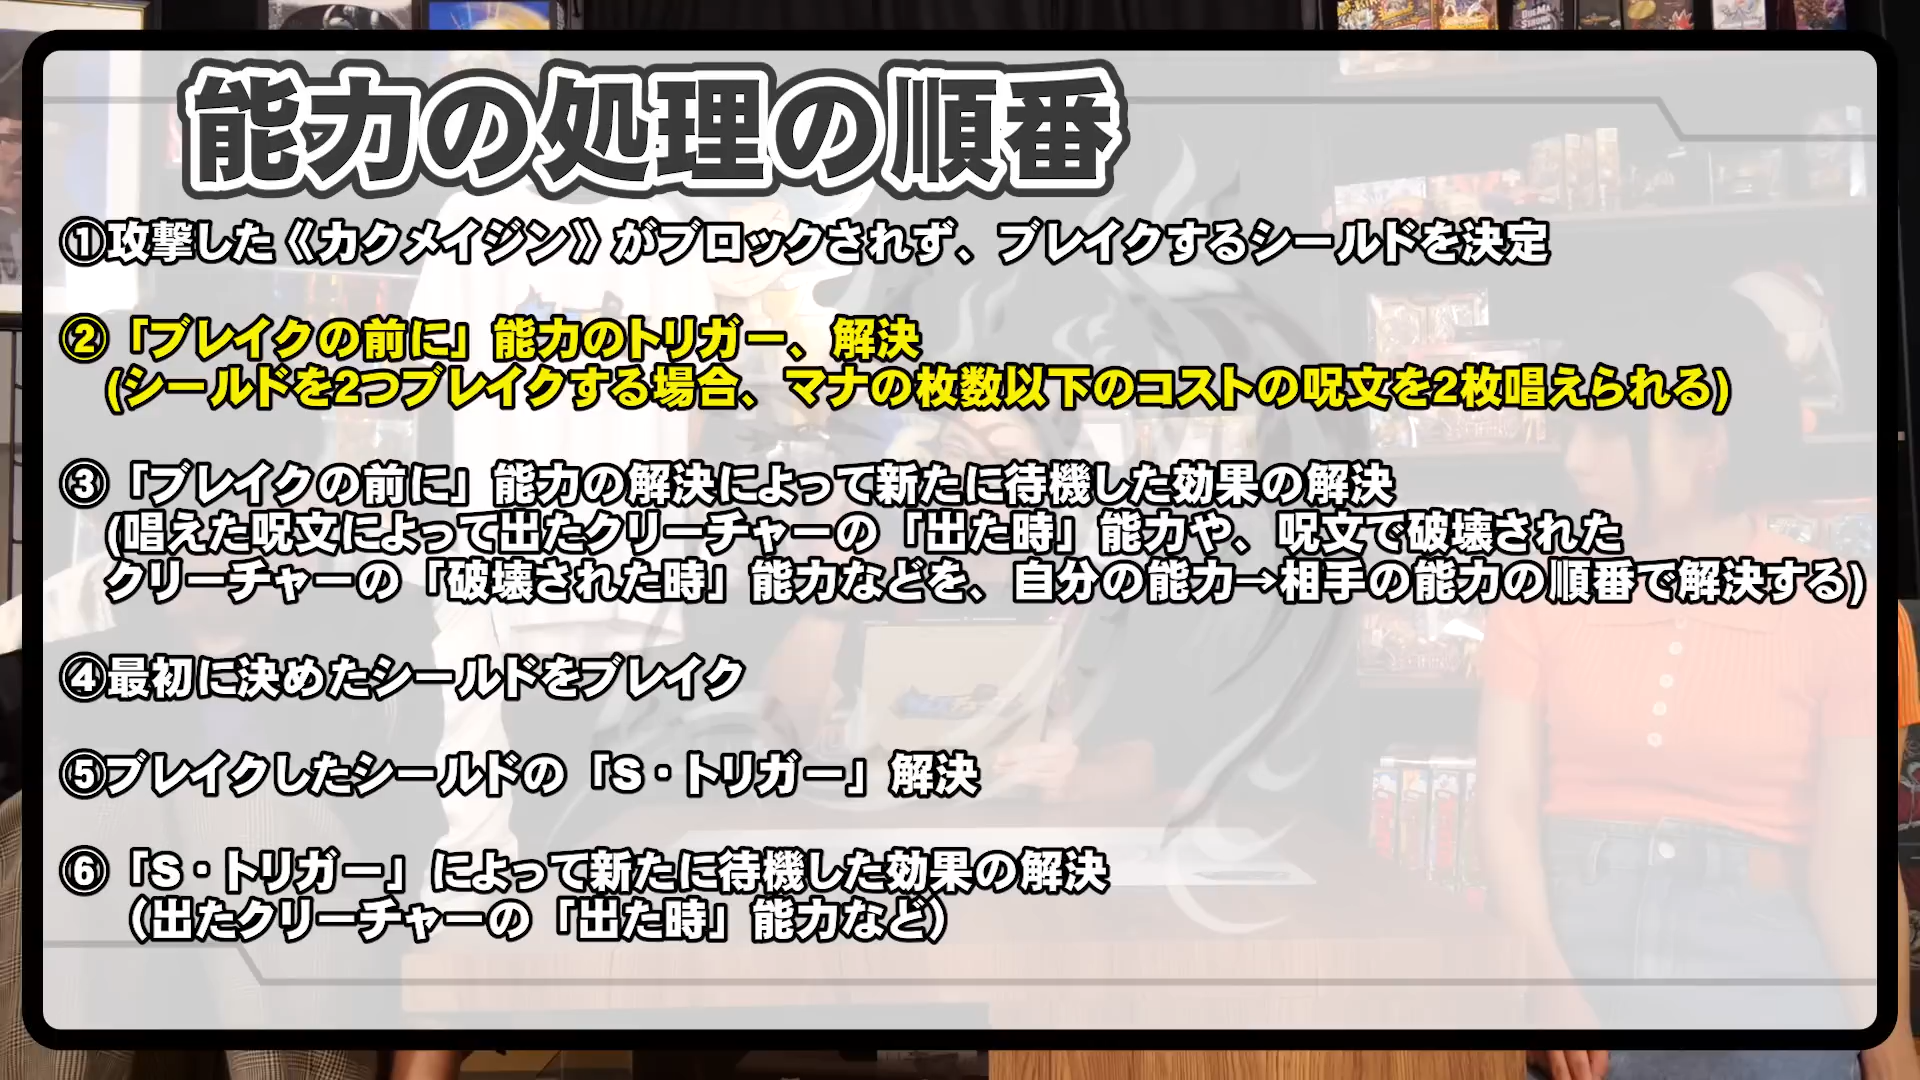 能力の処理の順番
①攻撃した《カクメイジン》がブロックされず、ブレイクするシールドを決定
②「ブレイクの前に」能力のトリガー、解決
(シールドを2つブレイクする場合、マナの枚数以下のコストの呪文を2枚唱えられる)
③「ブレイクの前に」能力の解決によって新たに待機した効果の解決
(唱えた呪文によって出たクリーチャーの「出た時」能力や、呪文で破壊された
クリーチャーの「破壊された時」能力などを、自分の能力→相手の能力の順番で解決する)
④最初に決めたシールドをブレイク
⑤ブレイクしたシールドの「S・トリガー」解決
⑥「S・トリガー」によって新たに待機した効果の解決
（出たクリーチャーの「出た時」能力など）